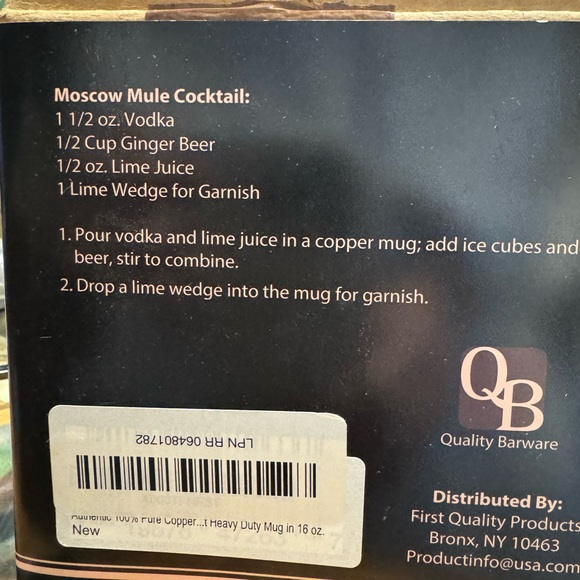 Moscow Mule Cocktail:
1 1/2 oz. Vodka
1/2 Cup Ginger Beer
1/2 oz. Lime Juice
1 Lime Wedge for Garnish
1. Pour vodka and lime juice in a copper mug; add ice cubes and
beer, stir to combine.
2. Drop a lime wedge into the mug for garnish.
QB
Quality Barware
LPN RR 064801782
Authentic 100% Pure Copper...t Heavy Duty Mug in 16 oz.
New
Distributed By:
First Quality Products
Bronx, NY 10463
Productinfo@usa.com